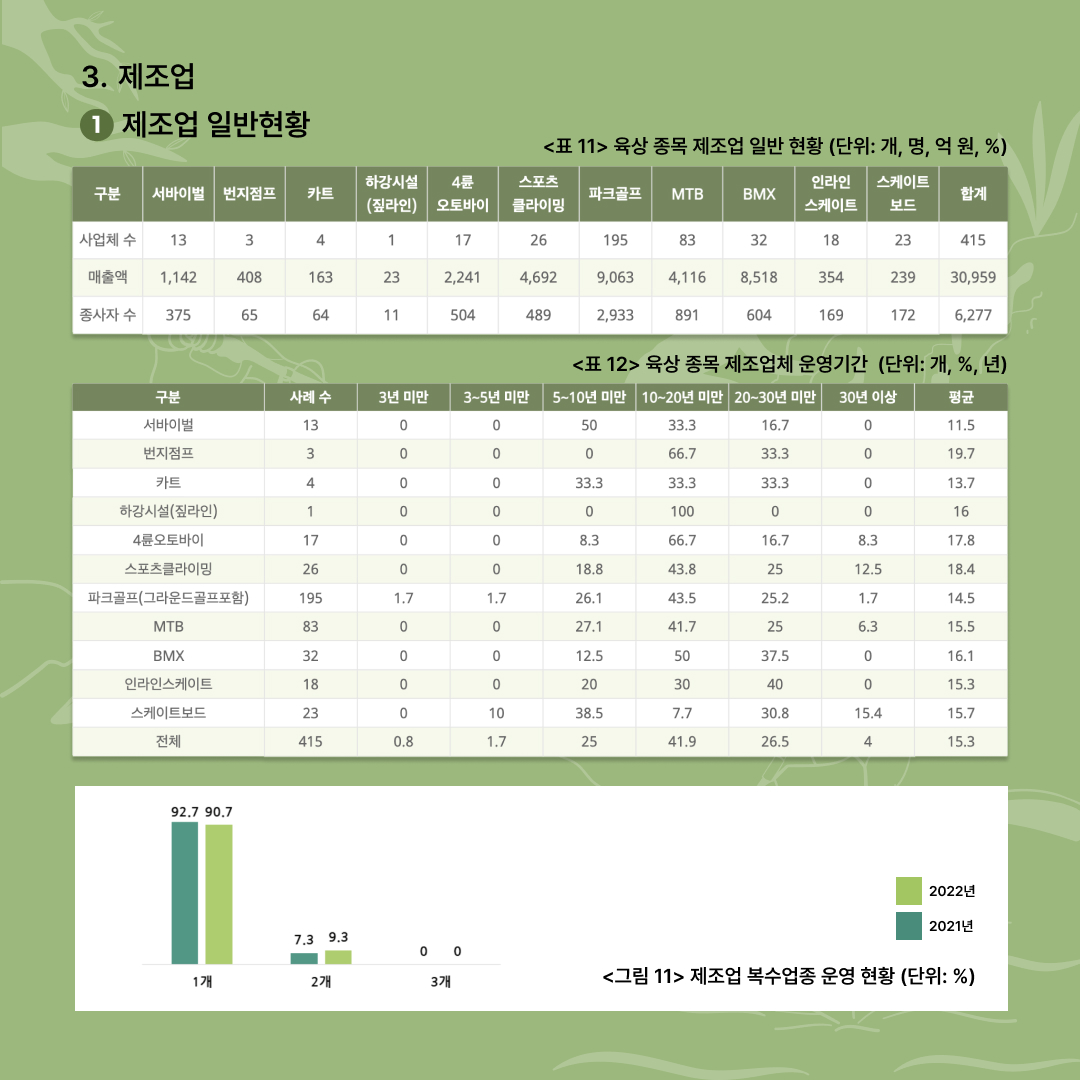 3. 제조업
1 제조업 일반현황
<표 11> 육상 종목 제조업 일반 현황 (단위: 개, 명, 억 원, %)
구분 서바이벌 번지점프 카트 하강시설 (짚라인) 4륜 오토바이 스포츠 클라이밍 파크골프 MTB BMX 인라인 스케이트 스케이트 보드 합계
사업체 수 13 3 4 1 17 26 195 83 32 18 23 415
매출액 1,142 408 163 23 2,241 4,692 9,063 4,116 8,518 354 239 30,959
종사자 수 375 65 64 11 504 489 2,933 891 604 169 172 6,277
<표 12> 육상 종목 제조업체 운영기간 (단위: 개, %, 년)
구분 사례 수 3년 미만 3~5년 미만 5~10년 미만 10~20년 미만 20~30년 미만 30년 이상 평균
서바이벌 13 0 0 50 33.3 16.7 0 11.5
번지점프 3 0 0 0 66.7 33.3 0 19.7
카트 4 0 0 33.3 33.3 33.3 0 13.7
하강시설(짚라인) 1 0 0 0 100 0 0 16
4륜오토바이 17 0 0 8.3 66.7 16.7 8.3 17.8
스포츠클라이밍 26 0 0 18.8 43.8 25 12.5 18.4
파크골프(그라운드골프포함) 195 1.7 1.7 26.1 43.5 25.2 1.7 14.5
MTB 83 0 0 27.1 41.7 25 6.3 15.5
BMX 32 0 0 12.5 50 37.5 0 16.1
인라인스케이트 18 0 0 20 30 40 0 15.3
스케이트보드 23 0 10 38.5 7.7 30.8 15.4 15.7
전체 415 0.8 1.7 25 41.9 26.5 4 15.3
92.7 90.7
7.3 9.3
0 0
1개 2개 3개
2022년
2021년
<그림 11> 제조업 복수업종 운영 현황 (단위: %)